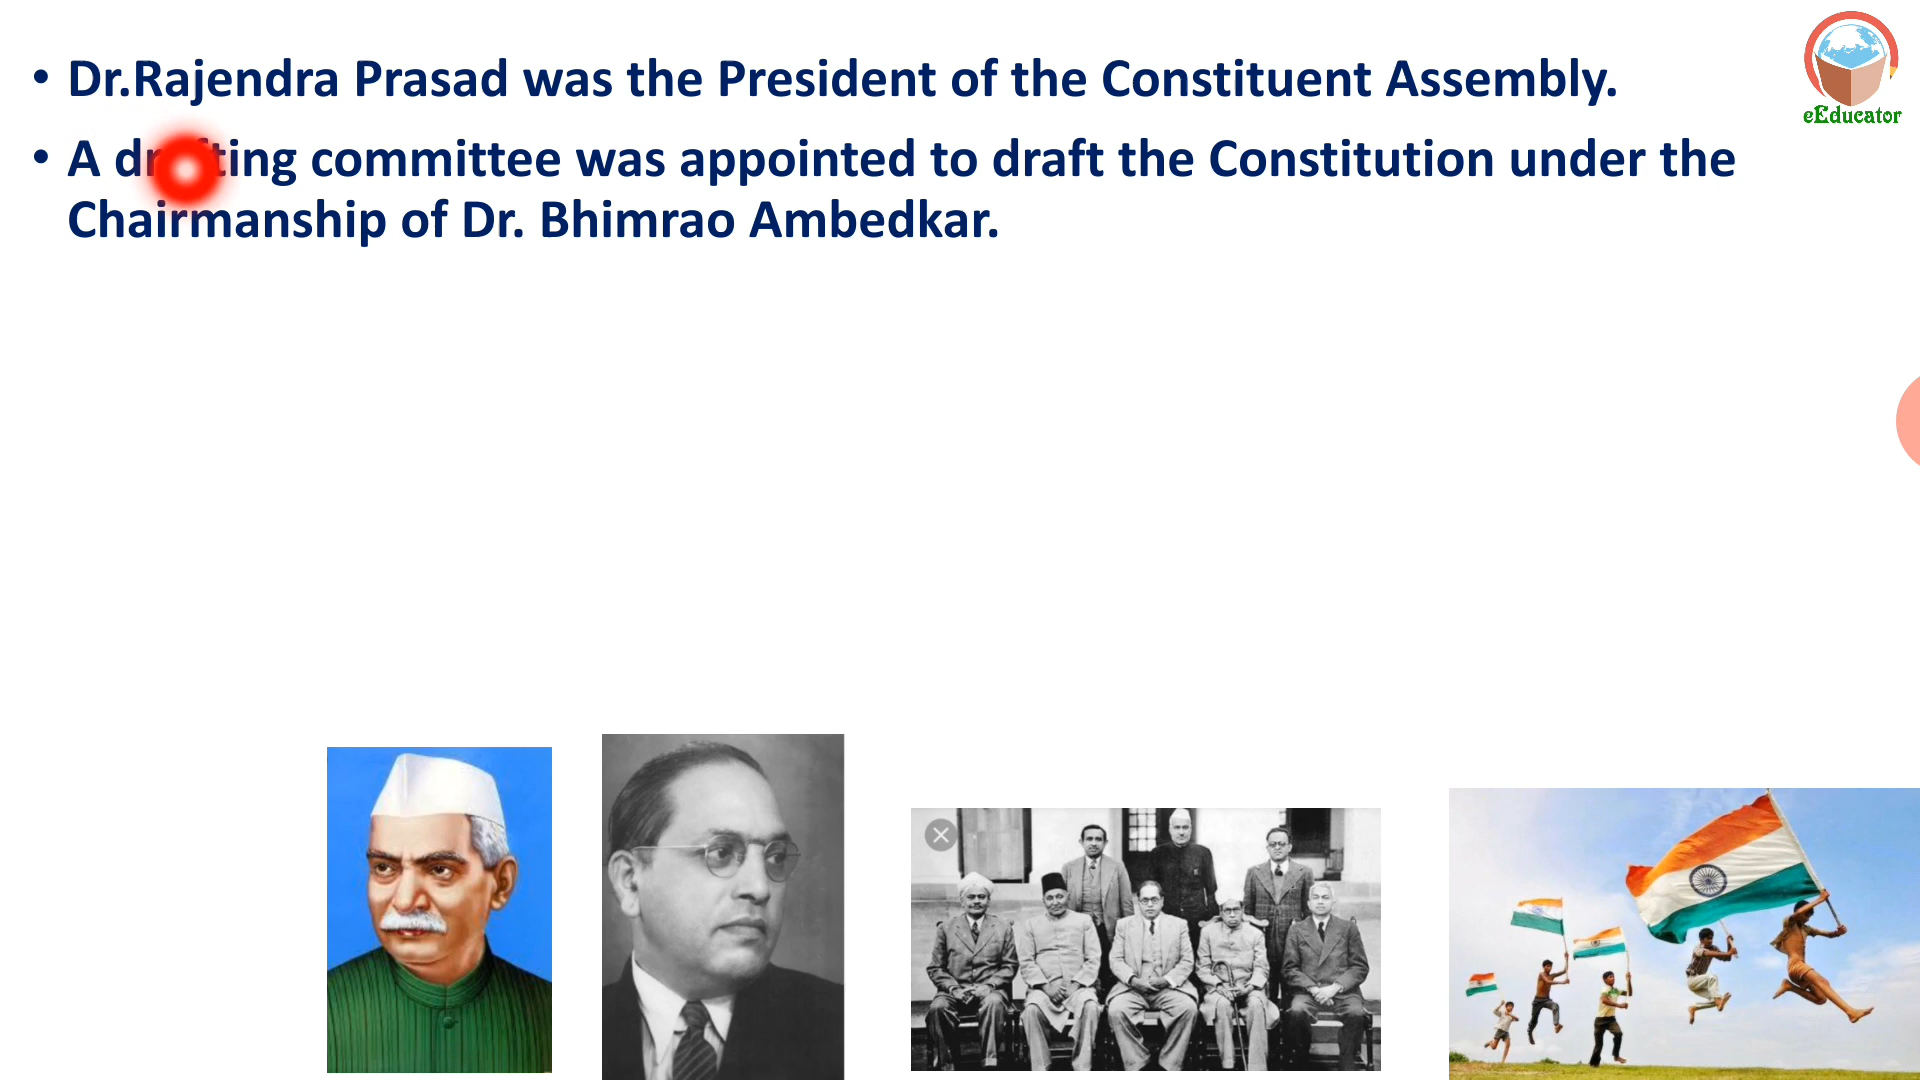 • Dr.Rajendra Prasad was the President of the Constituent Assembly.
• A drafting committee was appointed to draft the Constitution under the
Chairmanship of Dr. Bhimrao Ambedkar.
eEducator